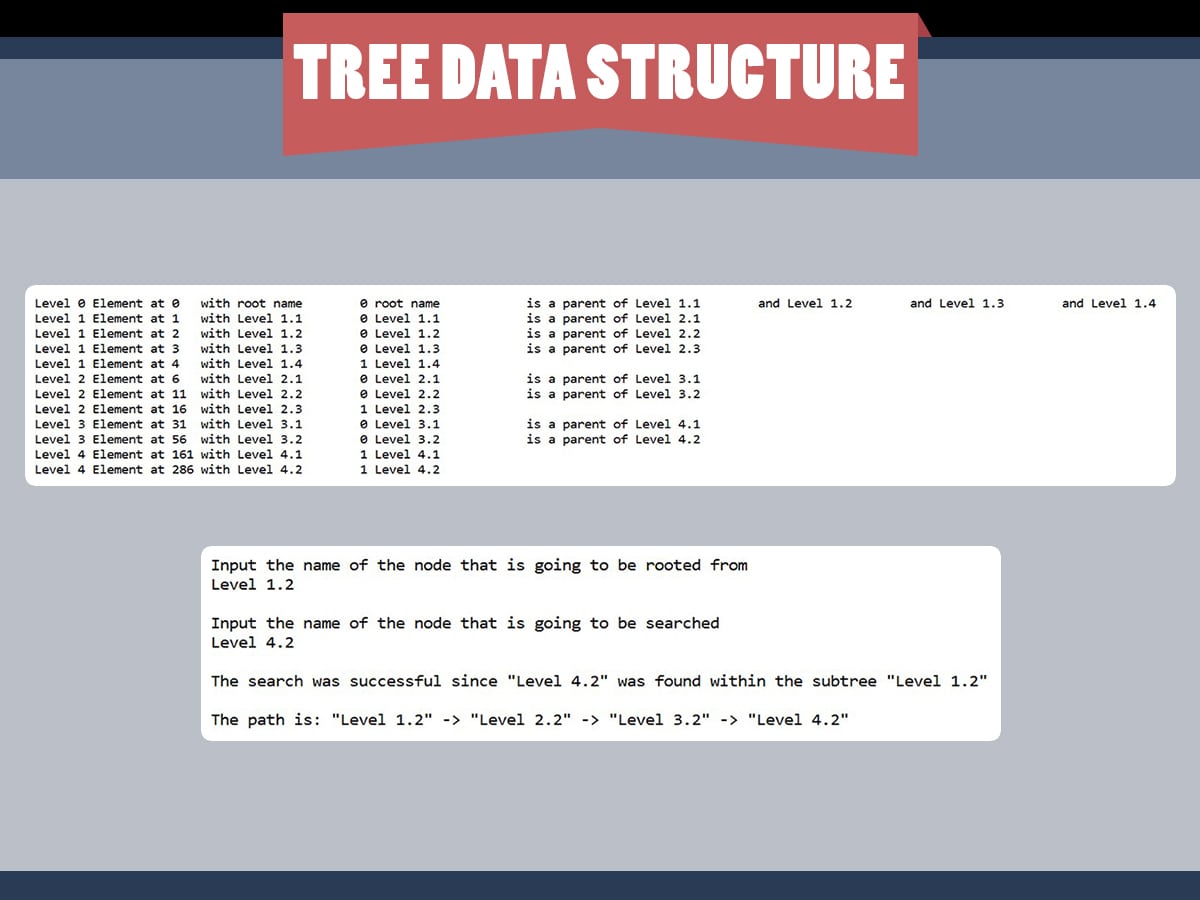 TREE DATA STRUCTURE
Level 0 Element at 0 with root name 0 root name is a parent of Level 1.1 and Level 1.2 and Level 1.3 and Level 1.4
Level 1 Element at 1 with Level 1.1 0 Level 1.1 is a parent of Level 2.1
Level 1 Element at 2 with Level 1.2 0 Level 1.2 is a parent of Level 2.2
Level 1 Element at 3 with Level 1.3 0 Level 1.3 is a parent of Level 2.3
Level 1 Element at 4 with Level 1.4 1 Level 1.4
Level 2 Element at 6 with Level 2.1 0 Level 2.1 is a parent of Level 3.1
Level 2 Element at 11 with Level 2.2 0 Level 2.2 is a parent of Level 3.2
Level 2 Element at 16 with Level 2.3 1 Level 2.3
Level 3 Element at 31 with Level 3.1 0 Level 3.1 is a parent of Level 4.1
Level 3 Element at 56 with Level 3.2 0 Level 3.2 is a parent of Level 4.2
Level 4 Element at 161 with Level 4.1 1 Level 4.1
Level 4 Element at 286 with Level 4.2 1 Level 4.2
Input the name of the node that is going to be rooted from
Level 1.2
Input the name of the node that is going to be searched
Level 4.2
The search was successful since "Level 4.2" was found within the subtree "Level 1.2"
The path is: "Level 1.2" -> "Level 2.2" -> "Level 3.2" -> "Level 4.2"